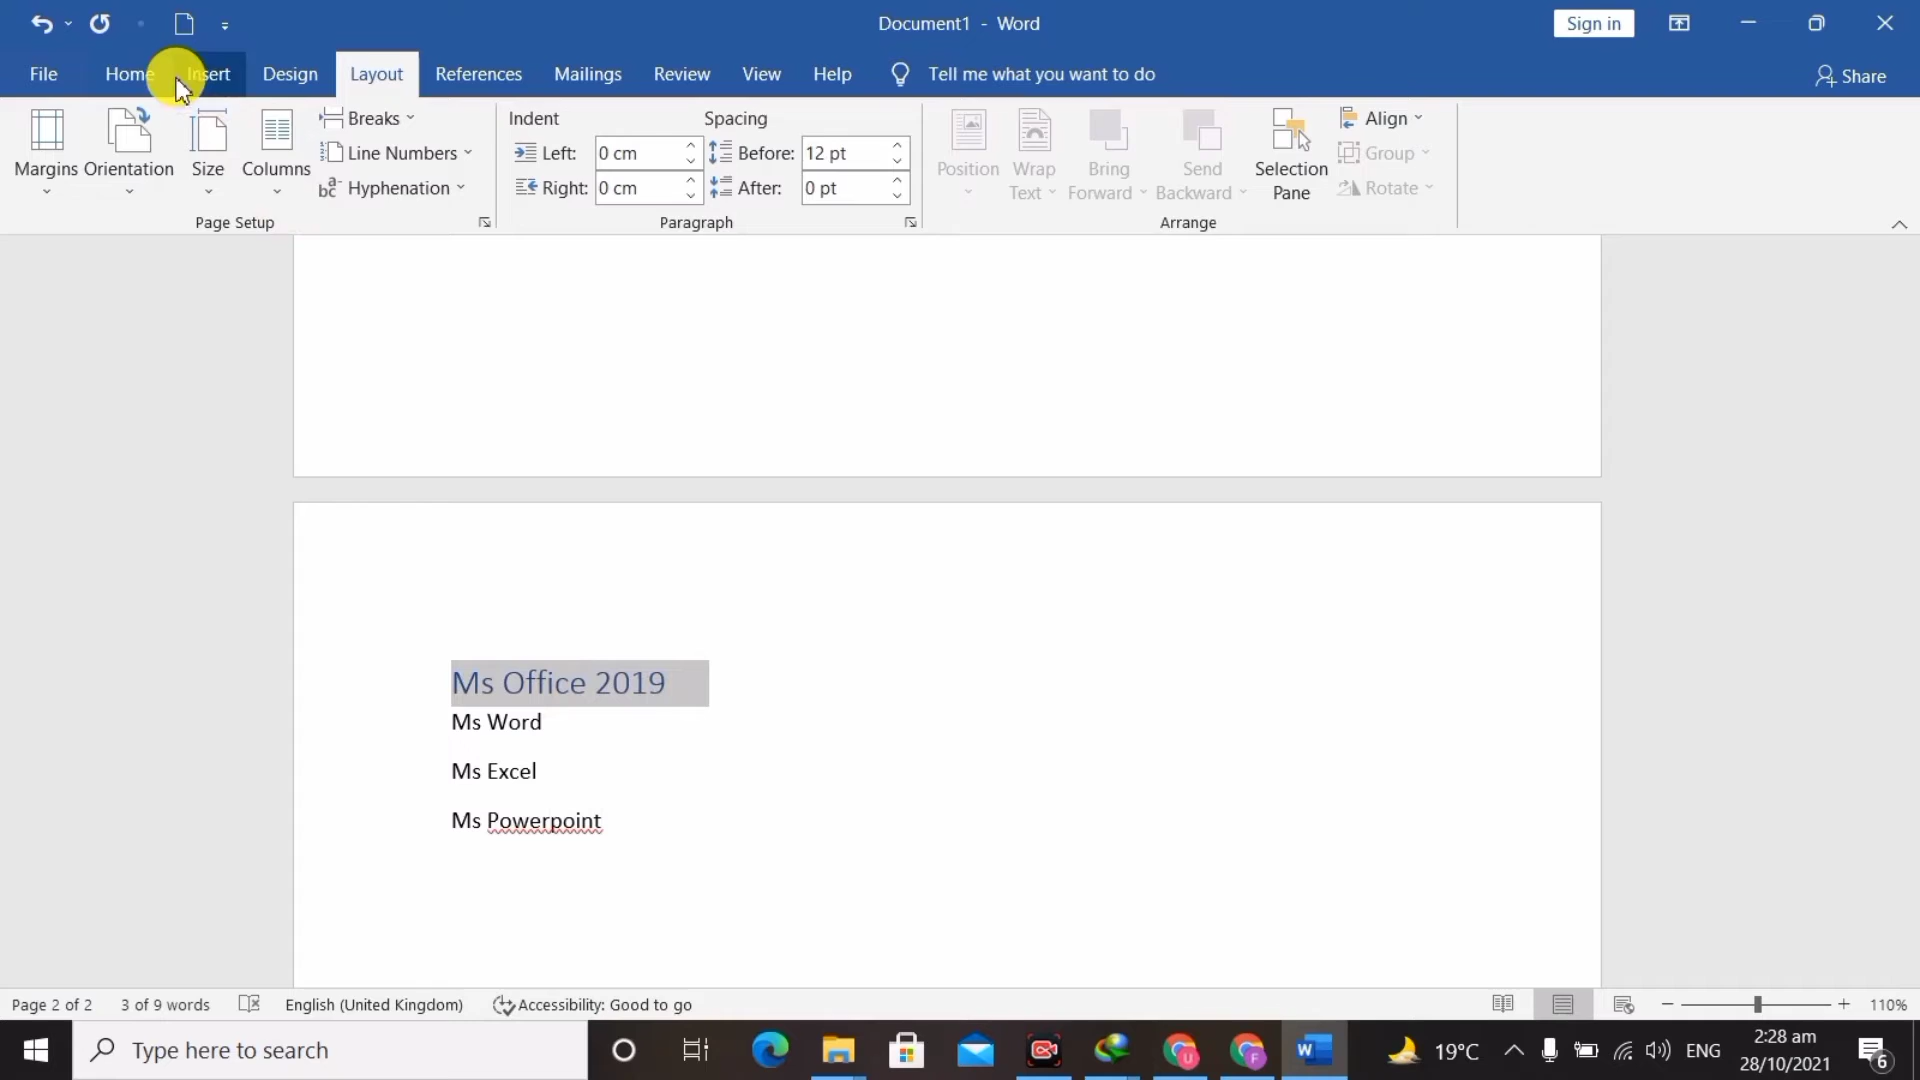 Document1 - Word
Sign in
File Home Insert Design Layout References Mailings Review View Help Tell me what you want to do Share
Margins Orientation Size Columns
Breaks
Line Numbers
Hyphenation
Page Setup
Indent
Left: 0 cm
Right: 0 cm
Spacing
Before: 12 pt
After: 0 pt
Paragraph
Position
Wrap Text
Bring Forward
Send Backward
Selection Pane
Align
Group
Rotate
Arrange
Ms Office 2019
Ms Word
Ms Excel
Ms Powerpoint
Page 2 of 2 3 of 9 words English (United Kingdom) Accessibility: Good to go 110%
Type here to search
19°C ENG
2:28 am
28/10/2021
6